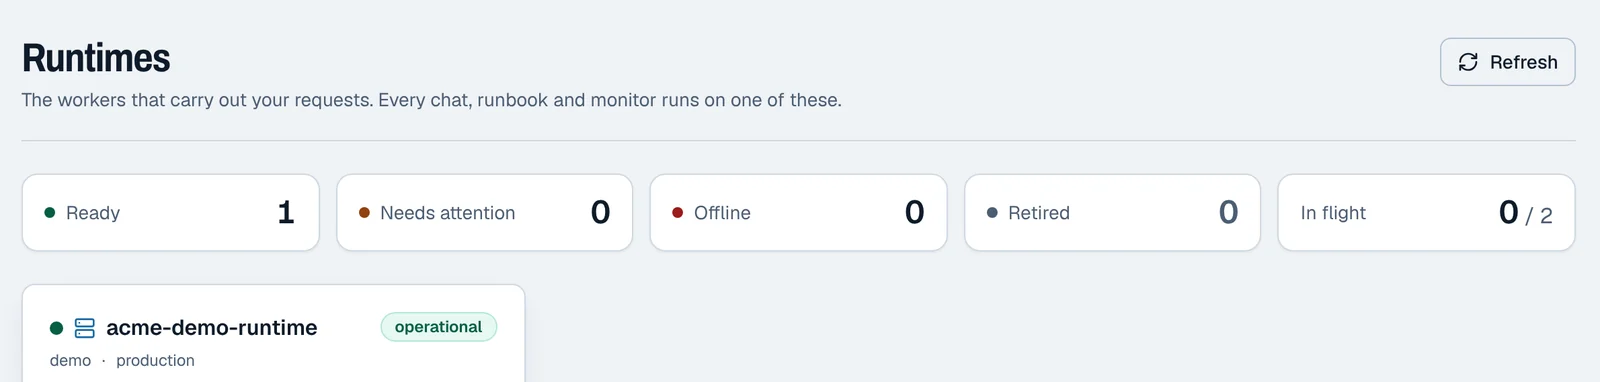 Runtimes
Refresh
The workers that carry out your requests. Every chat, runbook and monitor runs on one of these.
Ready 1
Needs attention 0
Offline 0
Retired 0
In flight 0 / 2
acme-demo-runtime operational
demo · production